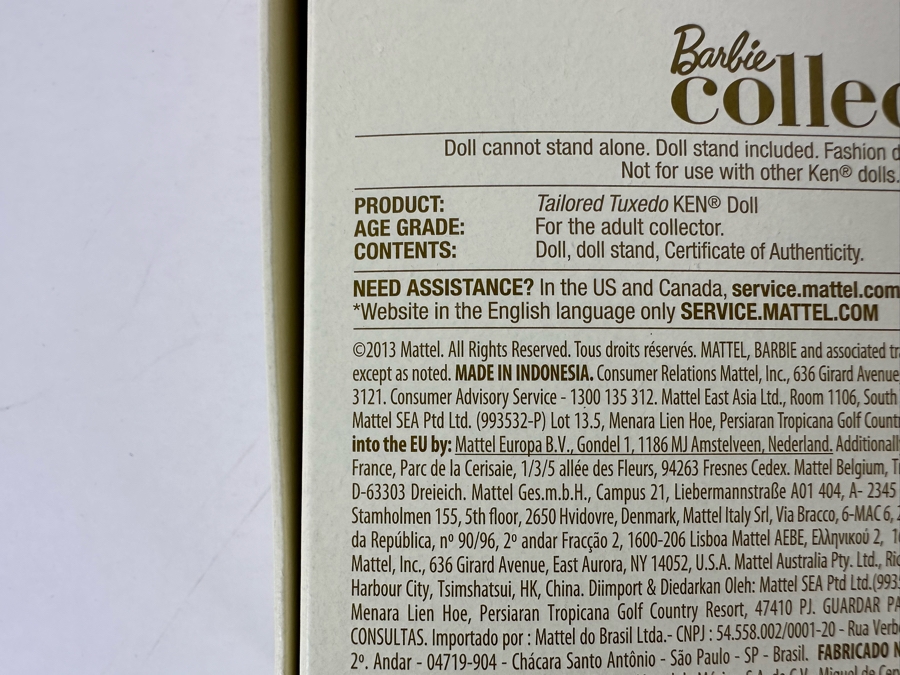 Barbie
collec
Doll cannot stand alone. Doll stand included. Fashion d
Not for use with other Ken® dolls.
PRODUCT: Tailored Tuxedo KEN® Doll
AGE GRADE: For the adult collector.
CONTENTS: Doll, doll stand, Certificate of Authenticity.
NEED ASSISTANCE? In the US and Canada, service.mattel.com
*Website in the English language only SERVICE.MATTEL.COM
©2013 Mattel. All Rights Reserved. Tous droits réservés. MATTEL, BARBIE and associated tr
except as noted. MADE IN INDONESIA. Consumer Relations Mattel, Inc., 636 Girard Avenue
3121. Consumer Advisory Service - 1300 135 312. Mattel East Asia Ltd., Room 1106, South
Mattel SEA Ptd Ltd. (993532-P) Lot 13.5, Menara Lien Hoe, Persiaran Tropicana Golf Count
into the EU by: Mattel Europa B.V., Gondel 1, 1186 MJ Amstelveen, Nederland. Additionall
France, Parc de la Cerisaie, 1/3/5 allée des Fleurs, 94263 Fresnes Cedex. Mattel Belgium, T
D-63303 Dreieich. Mattel Ges.m.b.H., Campus 21, Liebermannstraße A01 404, A- 2345
Stamholmen 155, 5th floor, 2650 Hvidovre, Denmark, Mattel Italy Srl, Via Bracco, 6-MAC 6, 2
da República, nº 90/96, 2º andar Fracção 2, 1600-206 Lisboa Mattel AEBE, Ελληνικού 2, 1
Mattel, Inc., 636 Girard Avenue, East Aurora, NY 14052, U.S.A. Mattel Australia Pty. Ltd., Ric
Harbour City, Tsimshatsui, HK, China. Diimport & Diedarkan Oleh: Mattel SEA Ptd Ltd.(993
Menara Lien Hoe, Persiaran Tropicana Golf Country Resort, 47410 PJ. GUARDAR PA
CONSULTAS. Importado por : Mattel do Brasil Ltda.- CNPJ : 54.558.002/0001-20 - Rua Verb
2º. Andar - 04719-904 - Chácara Santo Antônio - São Paulo - SP - Brasil. FABRICADO N